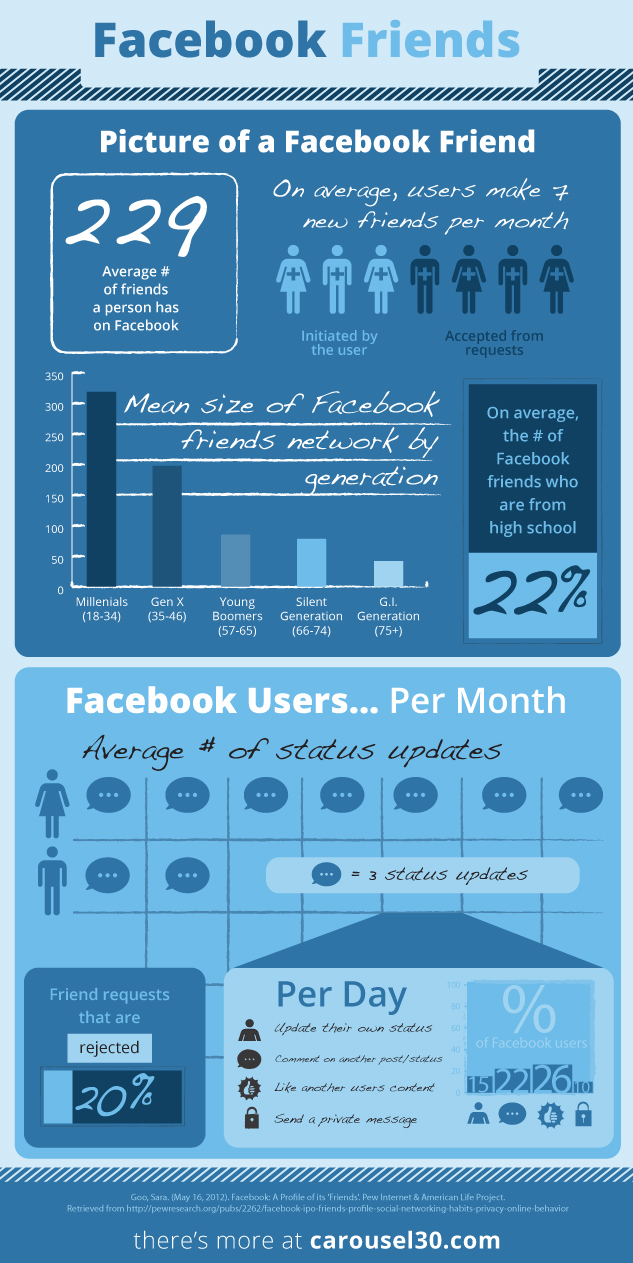 Facebook Friends
Picture of a Facebook Friend
229
Average #
of friends
a person has
on Facebook
On average, users make 7
new friends per month
Initiated by
the user
Accepted from
requests
Mean size of Facebook
friends network by
generation
350
300
250
200
150
100
50
0
Millenials
(18-34)
Gen X
(35-46)
Young
Boomers
(57-65)
Silent
Generation
(66-74)
G.I.
Generation
(75+)
On average,
the # of
Facebook
friends who
are from
high school
22%
Facebook Users... Per Month
Average # of status updates
= 3 status updates
Friend requests
that are
rejected
20%
Per Day
Update their own status
Comment on another post/status
Like another users content
Send a private message
100
80
60
40
20
0
%
of Facebook users
15 22 26 10
Goo, Sara. (May 16, 2012). Facebook: A Profile of its 'Friends'. Pew Internet & American Life Project.
Retrieved from http://pewresearch.org/pubs/2262/facebook-ipo-friends-profile-social-networking-habits-privacy-online-behavior
there's more at carousel30.com